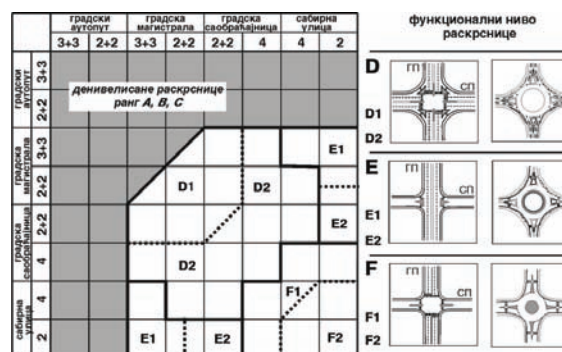 градски аутопут
градска магистрала
градска саобраћајница
сабирна улица
3+3 2+2 3+3 2+2 2+2 4 4 2
градски аутопут
3+3
2+2
градска магистрала
3+3
2+2
градска саобраћајница
2+2
4
сабирна улица
4
2
денивелисане раскрснице
ранг A, B, C
E1
D1 D2
E2
D2
F1
E1 E2 F2
функционални ниво
раскрснице
D
ГП
СП
D1
D2
E
ГП
СП
E1
E2
F
ГП
СП
F1
F2